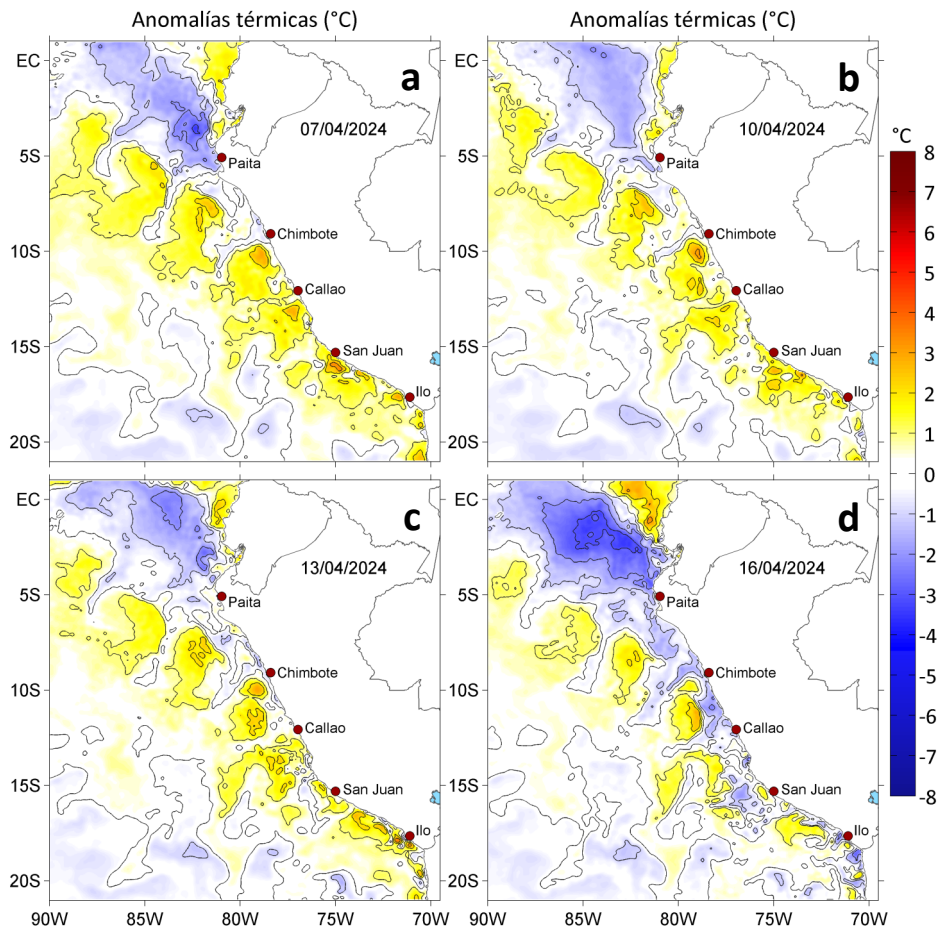 Anomalías térmicas (°C)
Anomalías térmicas (°C)
EC
5S
10S
15S
20S
a
07/04/2024
Paita
Chimbote
Callao
San Juan
Ilo
EC
5S
10S
15S
20S
b
10/04/2024
Paita
Chimbote
Callao
San Juan
Ilo
°C
8
7
6
5
4
3
2
1
0
-1
-2
-3
-4
-5
-6
-7
-8
EC
5S
10S
15S
20S
c
13/04/2024
Paita
Chimbote
Callao
San Juan
Ilo
90W
85W
80W
75W
70W
EC
5S
10S
15S
20S
d
16/04/2024
Paita
Chimbote
Callao
San Juan
Ilo
90W
85W
80W
75W
70W